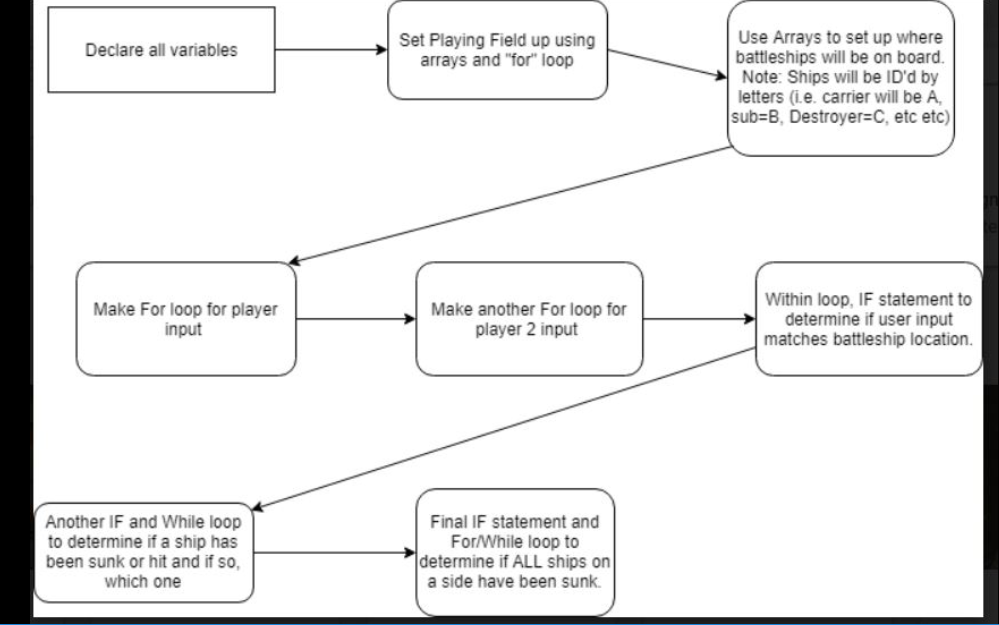 Declare all variables
Set Playing Field up using
arrays and "for" loop
Use Arrays to set up where
battleships will be on board.
Note: Ships will be ID'd by
letters (i.e. carrier will be A,
sub=B, Destroyer=C, etc etc)
Make For loop for player
input
Make another For loop for
player 2 input
Within loop, IF statement to
determine if user input
matches battleship location.
Another IF and While loop
to determine if a ship has
been sunk or hit and if so,
which one
Final IF statement and
For/While loop to
determine if ALL ships on
a side have been sunk.